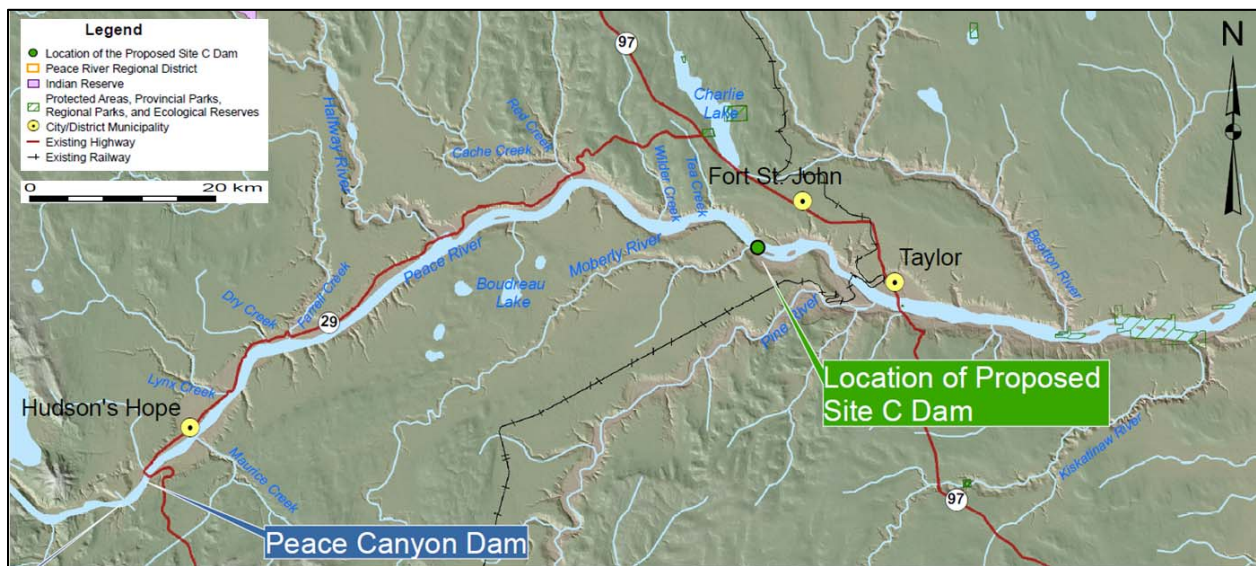 Legend
Location of the Proposed Site C Dam
Peace River Regional District
Indian Reserve
Protected Areas, Provincial Parks,
Regional Parks, and Ecological Reserves
City/District Municipality
Existing Highway
Existing Railway
0 20 km
97
N
Charlie
Lake
Halfway River
Red Creek
Cache Creek
Wilder Creek
Tea Creek
Fort St. John
Beatton River
Peace River
Moberly River
Boudreau
Lake
Taylor
Farrell Creek
Dry Creek
29
Pine River
Lynx Creek
Hudson's Hope
Location of Proposed
Site C Dam
Maurice Creek
Kiskatinaw River
97
Peace Canyon Dam